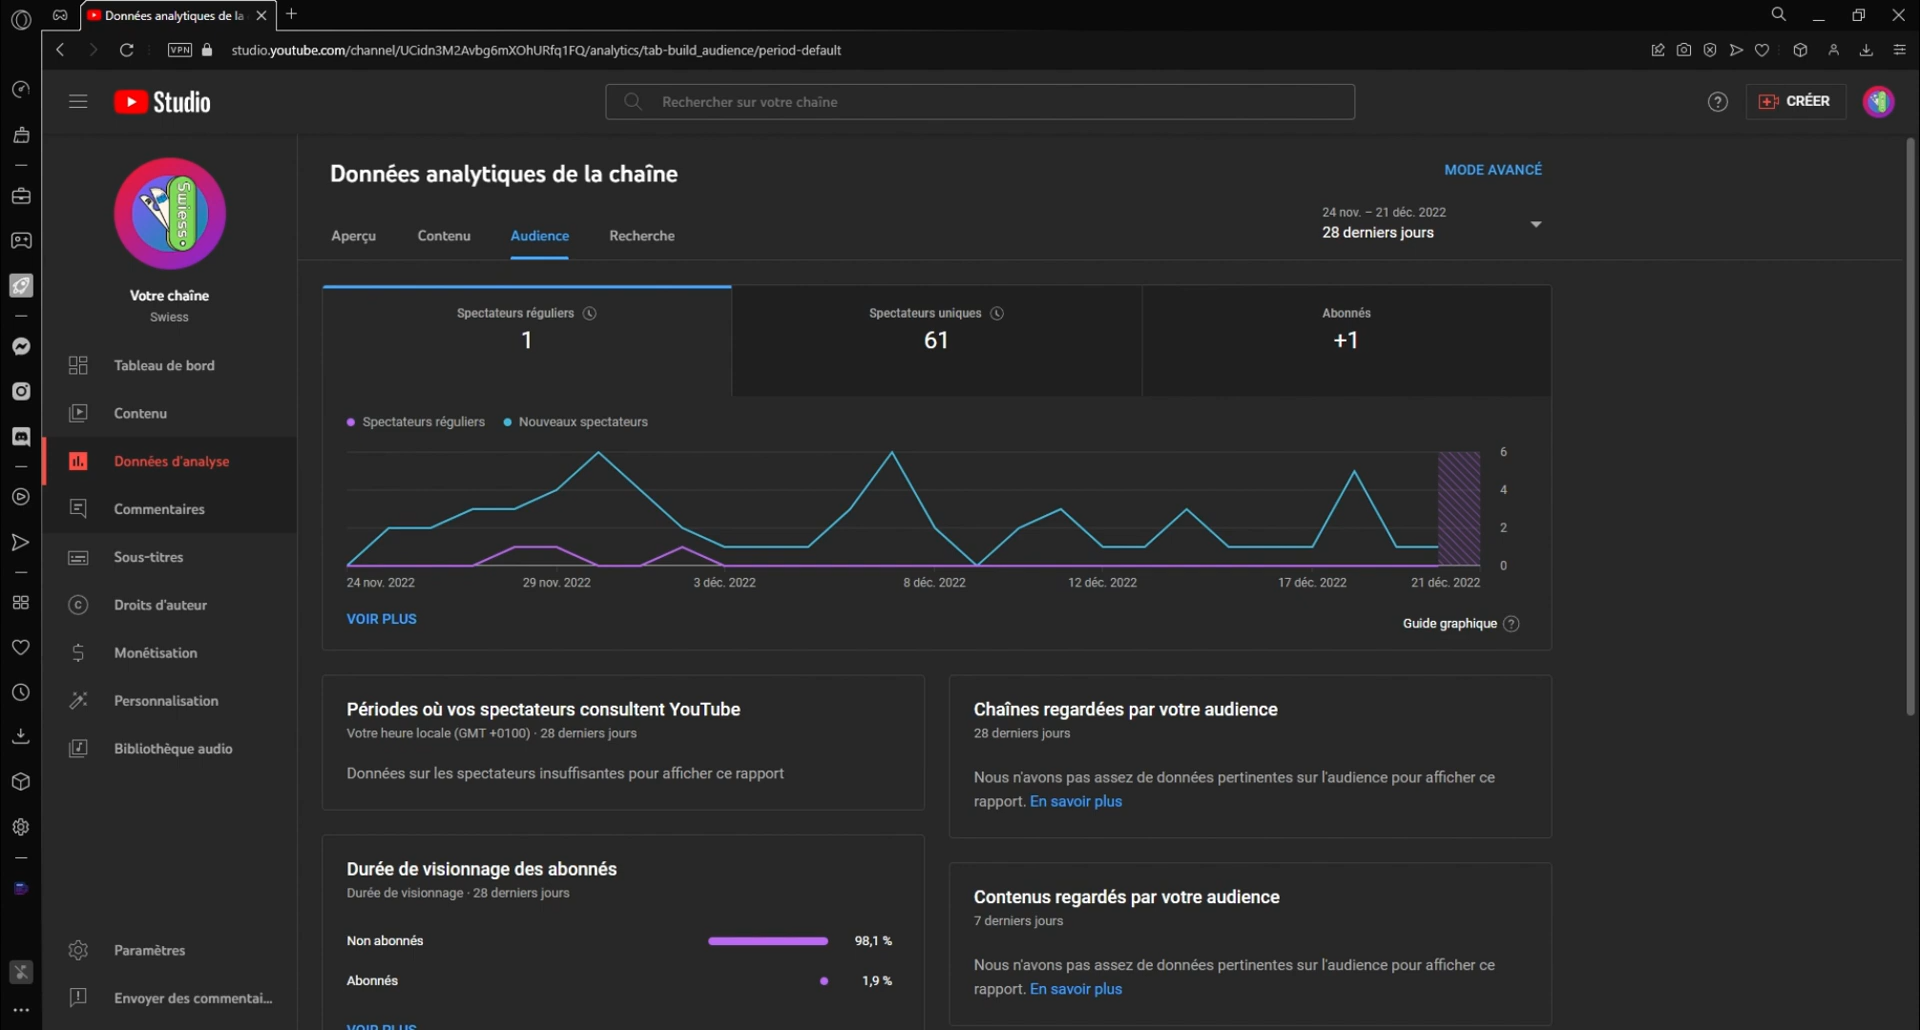 Données analytiques de la
VPN
studio.youtube.com/channel/UCidn3M2Avbg6mXOhURfq1FQ/analytics/tab-build_audience/period-default
Studio
Rechercher sur votre chaîne
CRÉER
Swiess
Votre chaîne
Swiess
Tableau de bord
Contenu
Données d'analyse
Commentaires
Sous-titres
Droits d'auteur
Monétisation
Personnalisation
Bibliothèque audio
Paramètres
Envoyer des commentai...
Données analytiques de la chaîne
MODE AVANCÉ
Aperçu Contenu Audience Recherche
24 nov. – 21 déc. 2022
28 derniers jours
Spectateurs réguliers
1
Spectateurs uniques
61
Abonnés
+1
Spectateurs réguliers Nouveaux spectateurs
6
4
2
0
24 nov. 2022 29 nov. 2022 3 déc. 2022 8 déc. 2022 12 déc. 2022 17 déc. 2022 21 déc. 2022
VOIR PLUS
Guide graphique
Périodes où vos spectateurs consultent YouTube
Votre heure locale (GMT +0100) · 28 derniers jours
Données sur les spectateurs insuffisantes pour afficher ce rapport
Durée de visionnage des abonnés
Durée de visionnage · 28 derniers jours
Non abonnés 98,1 %
Abonnés 1,9 %
VOIR PLUS
Chaînes regardées par votre audience
28 derniers jours
Nous n'avons pas assez de données pertinentes sur l'audience pour afficher ce
rapport. En savoir plus
Contenus regardés par votre audience
7 derniers jours
Nous n'avons pas assez de données pertinentes sur l'audience pour afficher ce
rapport. En savoir plus